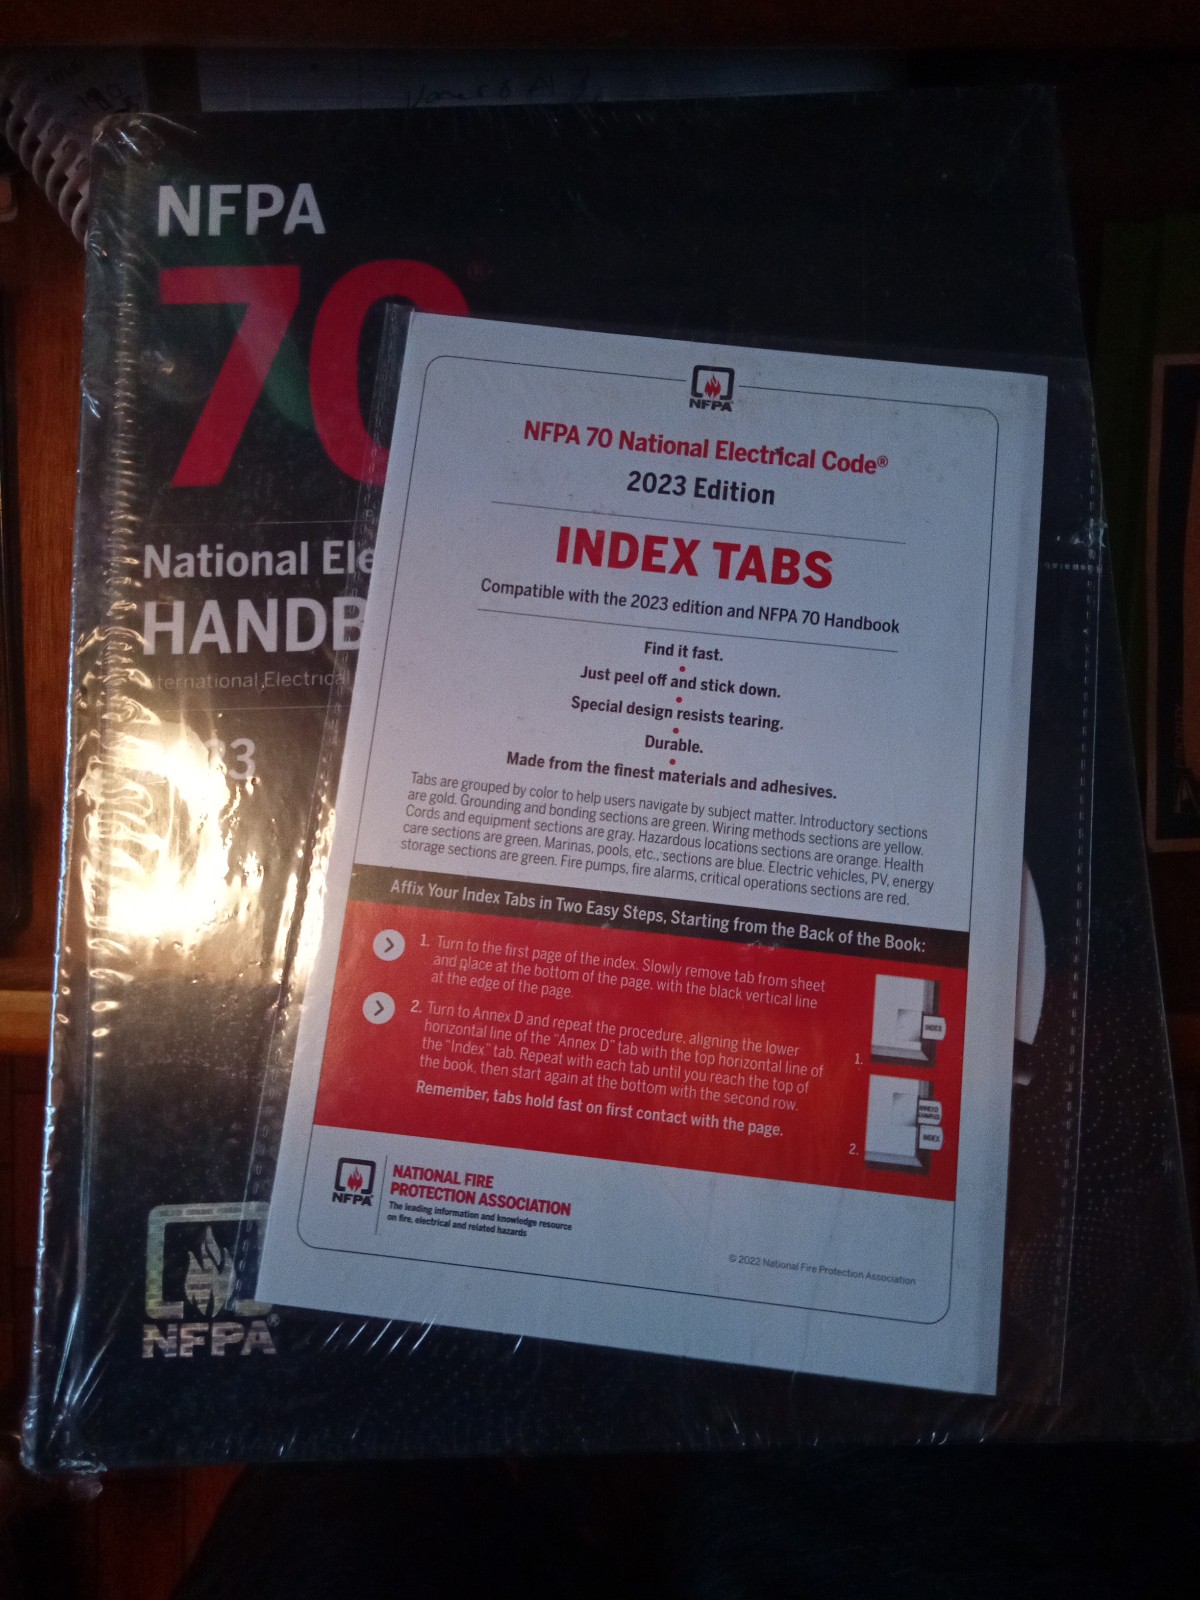 NFPA
70®
National Ele
HANDB
ternational Electrical
23
NFPA®
NFPA
NFPA 70 National Electrical Code®
2023 Edition
INDEX TABS
Compatible with the 2023 edition and NFPA 70 Handbook
Find it fast.
Just peel off and stick down.
Special design resists tearing.
Durable.
Made from the finest materials and adhesives.
Tabs are grouped by color to help users navigate by subject matter. Introductory sections
are gold. Grounding and bonding sections are green. Wiring methods sections are yellow.
Cords and equipment sections are gray. Hazardous locations sections are orange. Health
care sections are green. Marinas, pools, etc., sections are blue. Electric vehicles, PV, energy
storage sections are green. Fire pumps, fire alarms, critical operations sections are red.
Affix Your Index Tabs in Two Easy Steps, Starting from the Back of the Book:
1. Turn to the first page of the index. Slowly remove tab from sheet
and place at the bottom of the page, with the black vertical line
at the edge of the page.
2. Turn to Annex D and repeat the procedure, aligning the lower
horizontal line of the "Annex D" tab with the top horizontal line of
the "Index" tab. Repeat with each tab until you reach the top of
the book, then start again at the bottom with the second row.
Remember, tabs hold fast on first contact with the page.
INDEX
1.
INDEX
2.
NFPA
NATIONAL FIRE
PROTECTION ASSOCIATION
The leading information and knowledge resource
on fire, electrical and related hazards
© 2022 National Fire Protection Association